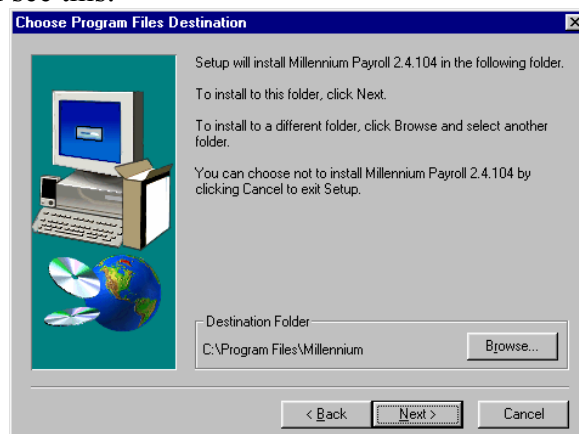 see this:
Choose Program Files Destination
Setup will install Millennium Payroll 2.4.104 in the following folder.
To install to this folder, click Next.
To install to a different folder, click Browse and select another
folder.
You can choose not to install Millennium Payroll 2.4.104 by
clicking Cancel to exit Setup.
Destination Folder
C:\Program Files\Millennium
Browse...
< Back
Next >
Cancel